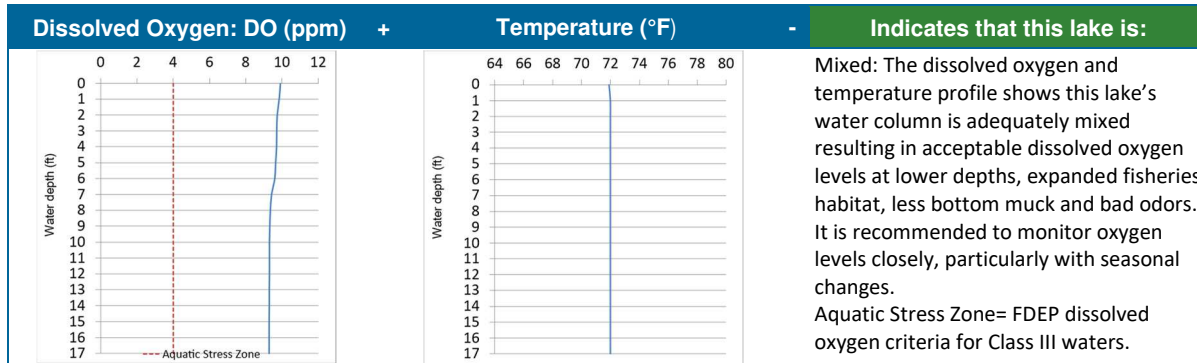 Dissolved Oxygen: DO (ppm) + Temperature (°F) - Indicates that this lake is:
0 2 4 6 8 10 12
Water depth (ft)
0
1
2
3
4
5
6
7
8
9
10
11
12
13
14
15
16
17
Aquatic Stress Zone
64 66 68 70 72 74 76 78 80
Water depth (ft)
0
1
2
3
4
5
6
7
8
9
10
11
12
13
14
15
16
17
Mixed: The dissolved oxygen and
temperature profile shows this lake’s
water column is adequately mixed
resulting in acceptable dissolved oxygen
levels at lower depths, expanded fisheries
habitat, less bottom muck and bad odors.
It is recommended to monitor oxygen
levels closely, particularly with seasonal
changes.
Aquatic Stress Zone= FDEP dissolved
oxygen criteria for Class III waters.